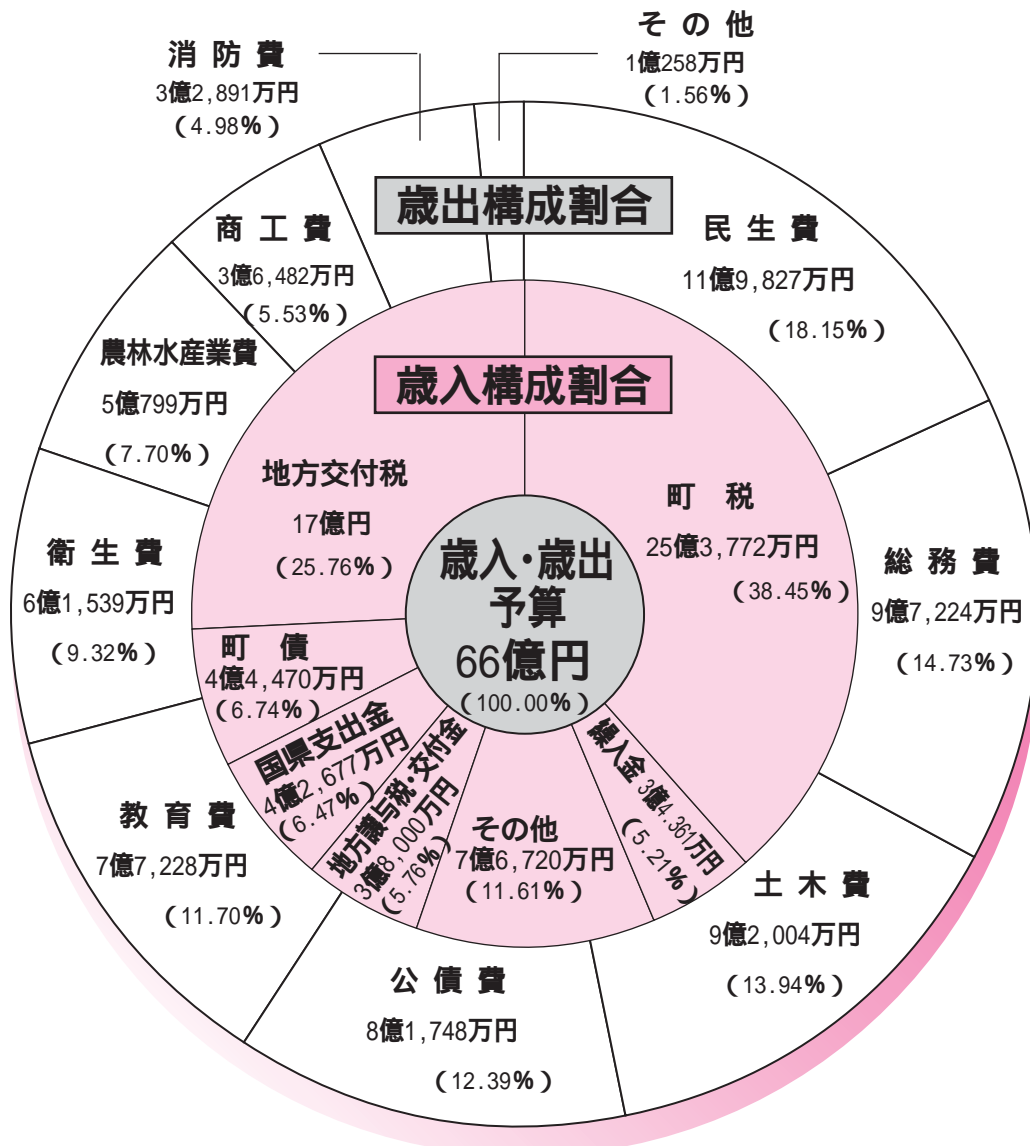 そ の 他
1億258万円
(1.56%)
消 防 費
3億2,891万円
(4.98%)
歳出構成割合
民 生 費
11億9,827万円
(18.15%)
総 務 費
9億7,224万円
(14.73%)
土 木 費
9億2,004万円
(13.94%)
公 債 費
8億1,748万円
(12.39%)
教 育 費
7億7,228万円
(11.70%)
衛 生 費
6億1,539万円
(9.32%)
農林水産業費
5億799万円
(7.70%)
商 工 費
3億6,482万円
(5.53%)
歳入構成割合
町 税
25億3,772万円
(38.45%)
繰入金 3億4.361万円
(5.21%)
その他
7億6,720万円
(11.61%)
地方譲与税・交付金
3億8,000万円
(5.76%)
国県支出金
4億2,677万円
(6.47%)
町 債
4億4,470万円
(6.74%)
地方交付税
17億円
(25.76%)
歳入・歳出
予算
66億円
(100.00%)